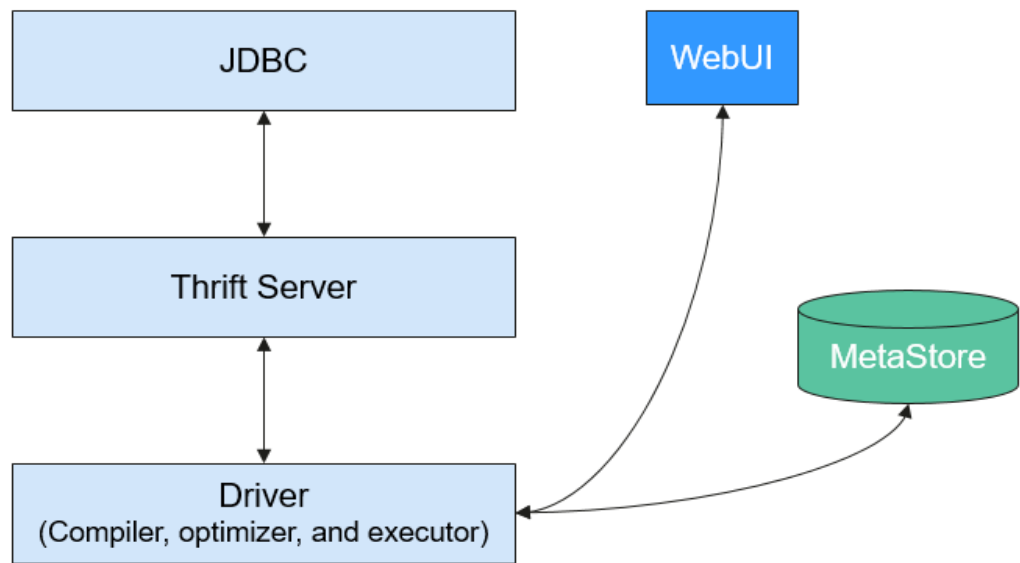 JDBC
WebUI
Thrift Server
MetaStore
Driver
(Compiler, optimizer, and executor)